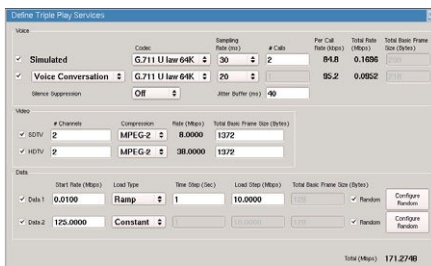 Define Triple Play Services
Voice
Codec Sampling Rate (ms) # Calls Per Call Rate (kbps) Total Rate (Mbps) Total Basic Frame Size (Bytes)
Simulated G.711 U law 64K 30 2 84.8 0.1696
Voice Conversation G.711 U law 64K 20 1 95.2 0.0952
Silence Suppression Off Jitter Buffer (ms) 40
Video
# Channels Compression Rate (Mbps) Total Basic Frame Size (Bytes)
SDTV 2 MPEG-2 8.0000 1372
HDTV 2 MPEG-2 38.0000 1372
Data
Start Rate (Mbps) Load Type Time Step (Sec) Load Step (Mbps) Total Basic Frame Size (Bytes)
Data 1 0.0100 Ramp 1 10.0000 Random Configure Random
Data 2 125.0000 Constant 1 10.0000 Random Configure Random
Total (Mbps) 171.2748